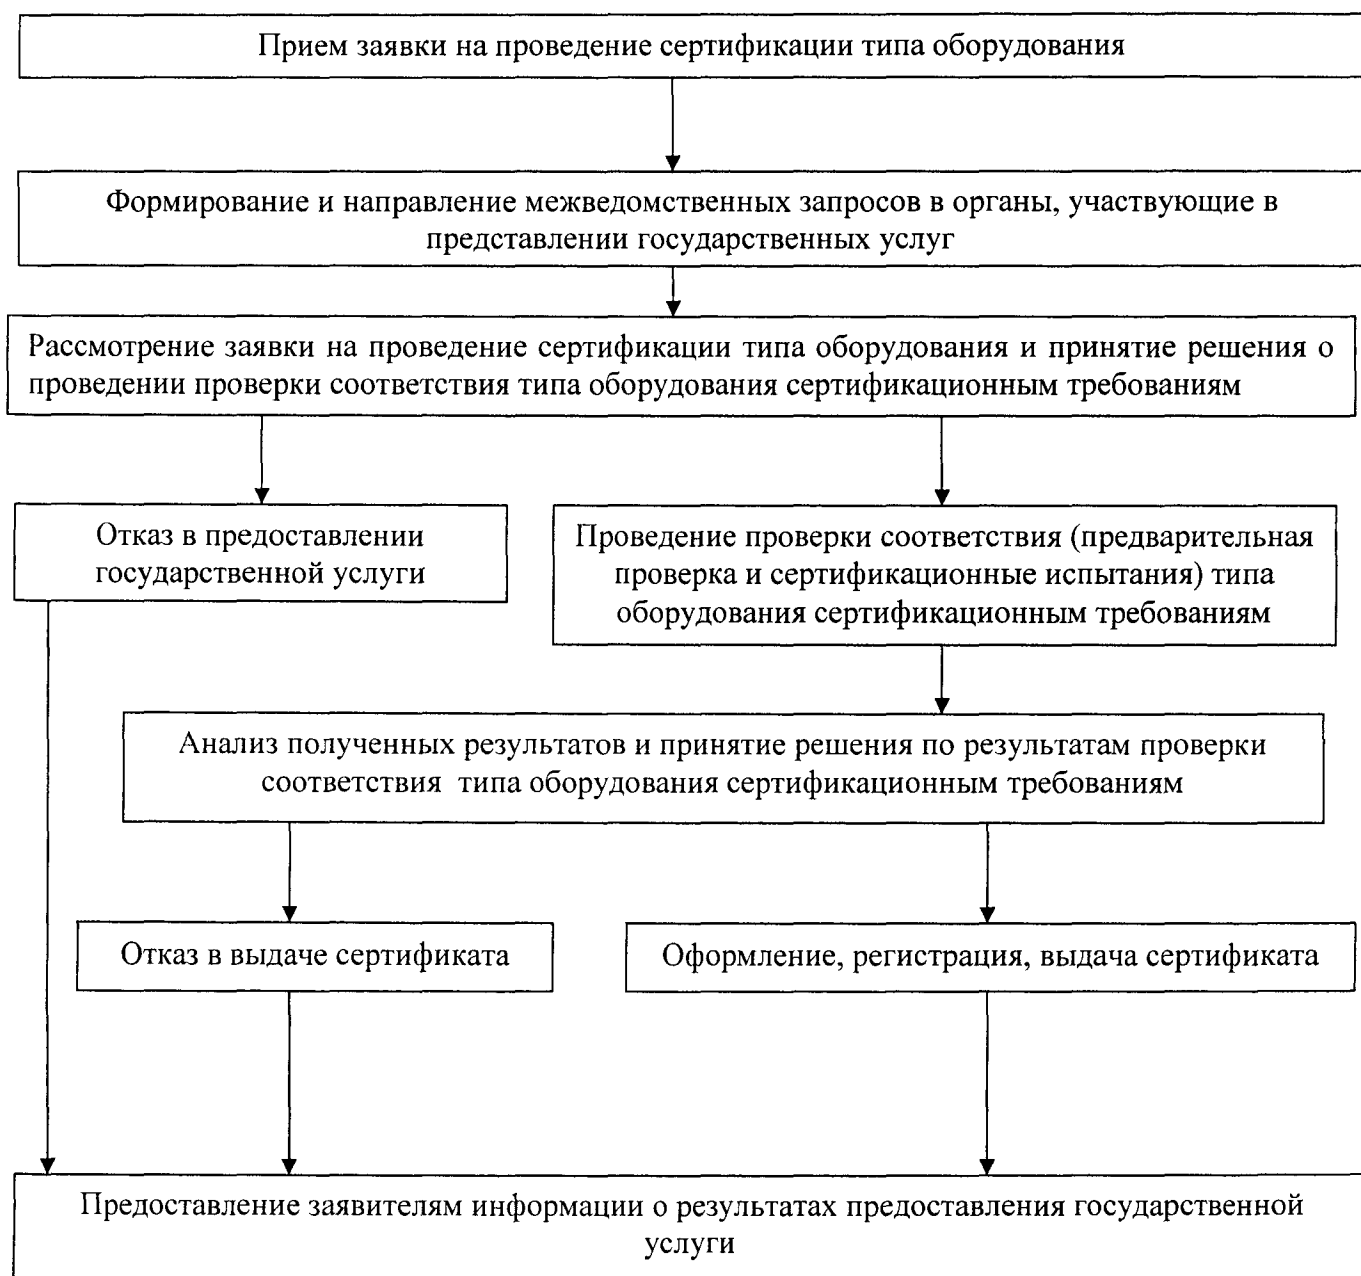 Прием заявки на проведение сертификации типа оборудования
Формирование и направление межведомственных запросов в органы, участвующие в
представлении государственных услуг
Рассмотрение заявки на проведение сертификации типа оборудования и принятие решения о
проведении проверки соответствия типа оборудования сертификационным требованиям
Отказ в предоставлении
государственной услуги
Проведение проверки соответствия (предварительная
проверка и сертификационные испытания) типа
оборудования сертификационным требованиям
Анализ полученных результатов и принятие решения по результатам проверки
соответствия типа оборудования сертификационным требованиям
Отказ в выдаче сертификата
Оформление, регистрация, выдача сертификата
Предоставление заявителям информации о результатах предоставления государственной
услуги